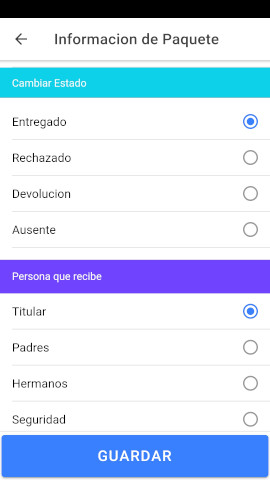 Informacion de Paquete
Cambiar Estado
Entregado
Rechazado
Devolucion
Ausente
Persona que recibe
Titular
Padres
Hermanos
Seguridad
GUARDAR